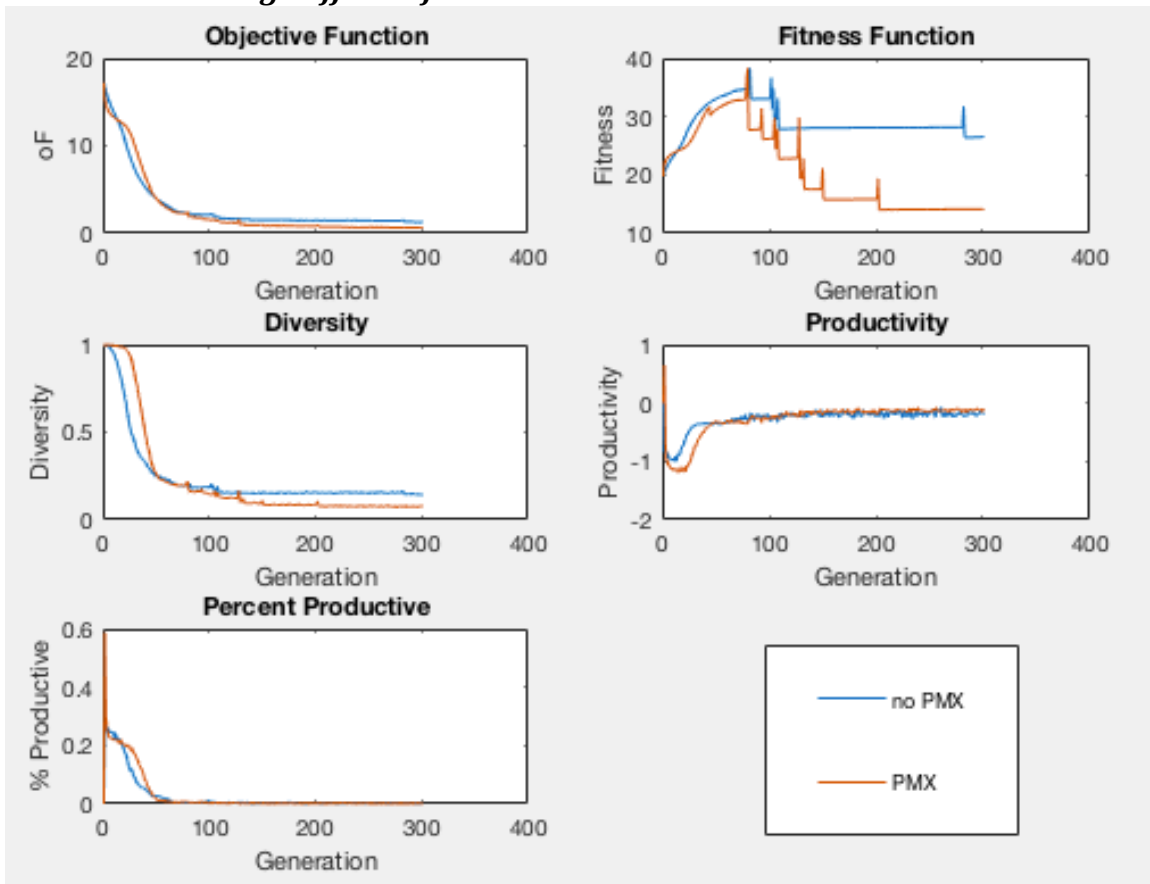 Objective Function
20
10
0
oF
0 100 200 300 400
Generation
Fitness Function
40
30
20
10
Fitness
0 100 200 300 400
Generation
Diversity
1
0.5
0
Diversity
0 100 200 300 400
Generation
Productivity
1
0
-1
-2
Productivity
0 100 200 300 400
Generation
Percent Productive
0.6
0.4
0.2
0
% Productive
0 100 200 300 400
Generation
no PMX
PMX